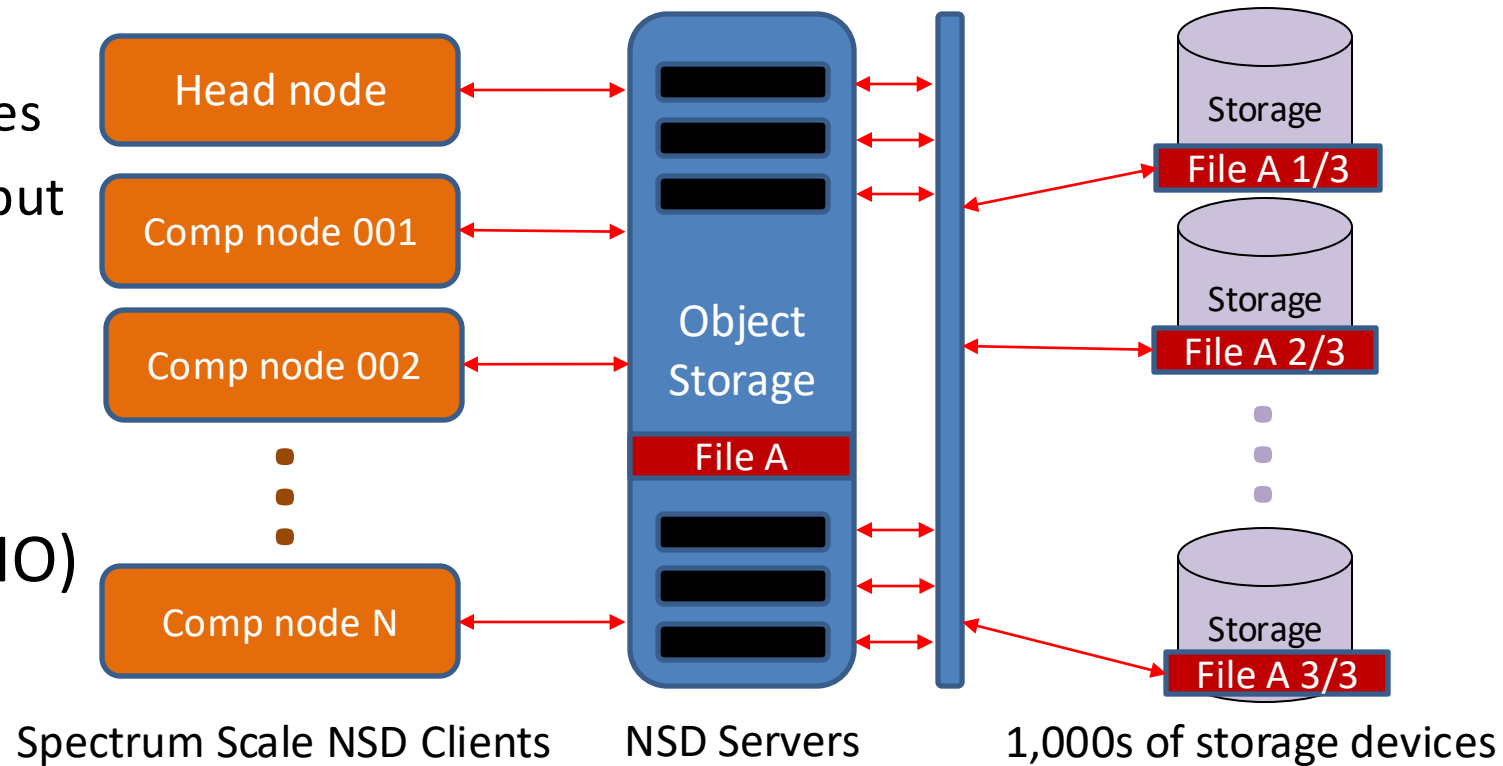 es
put
IO)
Head node
Comp node 001
Comp node 002
Comp node N
Spectrum Scale NSD Clients
Object
Storage
File A
NSD Servers
Storage
File A 1/3
Storage
File A 2/3
Storage
File A 3/3
1,000s of storage devices